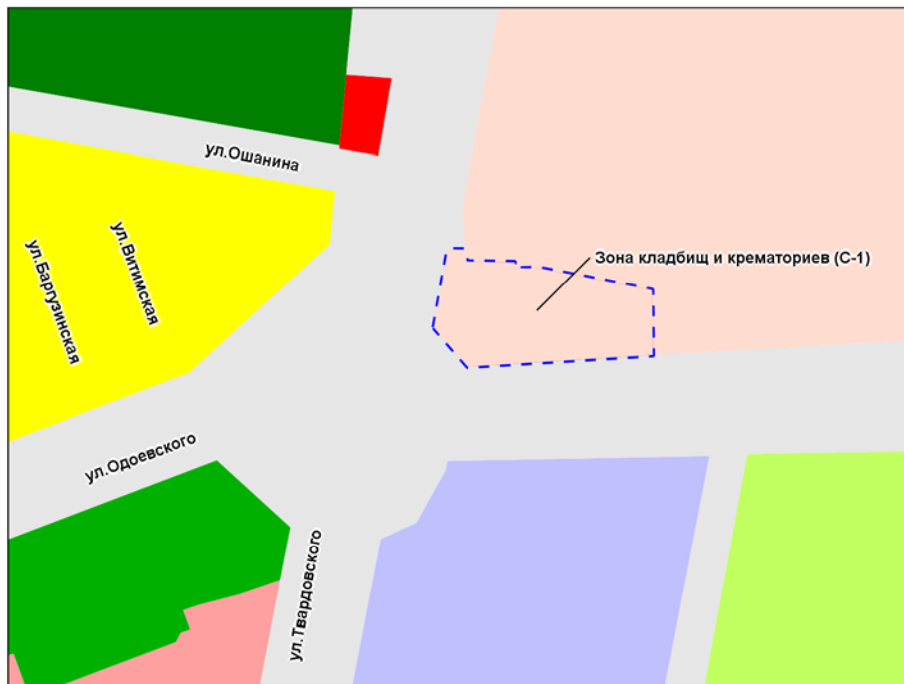 ул.Ошанина
ул.Витимская
ул.Баргузинская
Зона кладбищ и крематориев (С-1)
ул.Одоевского
ул.Твардовского